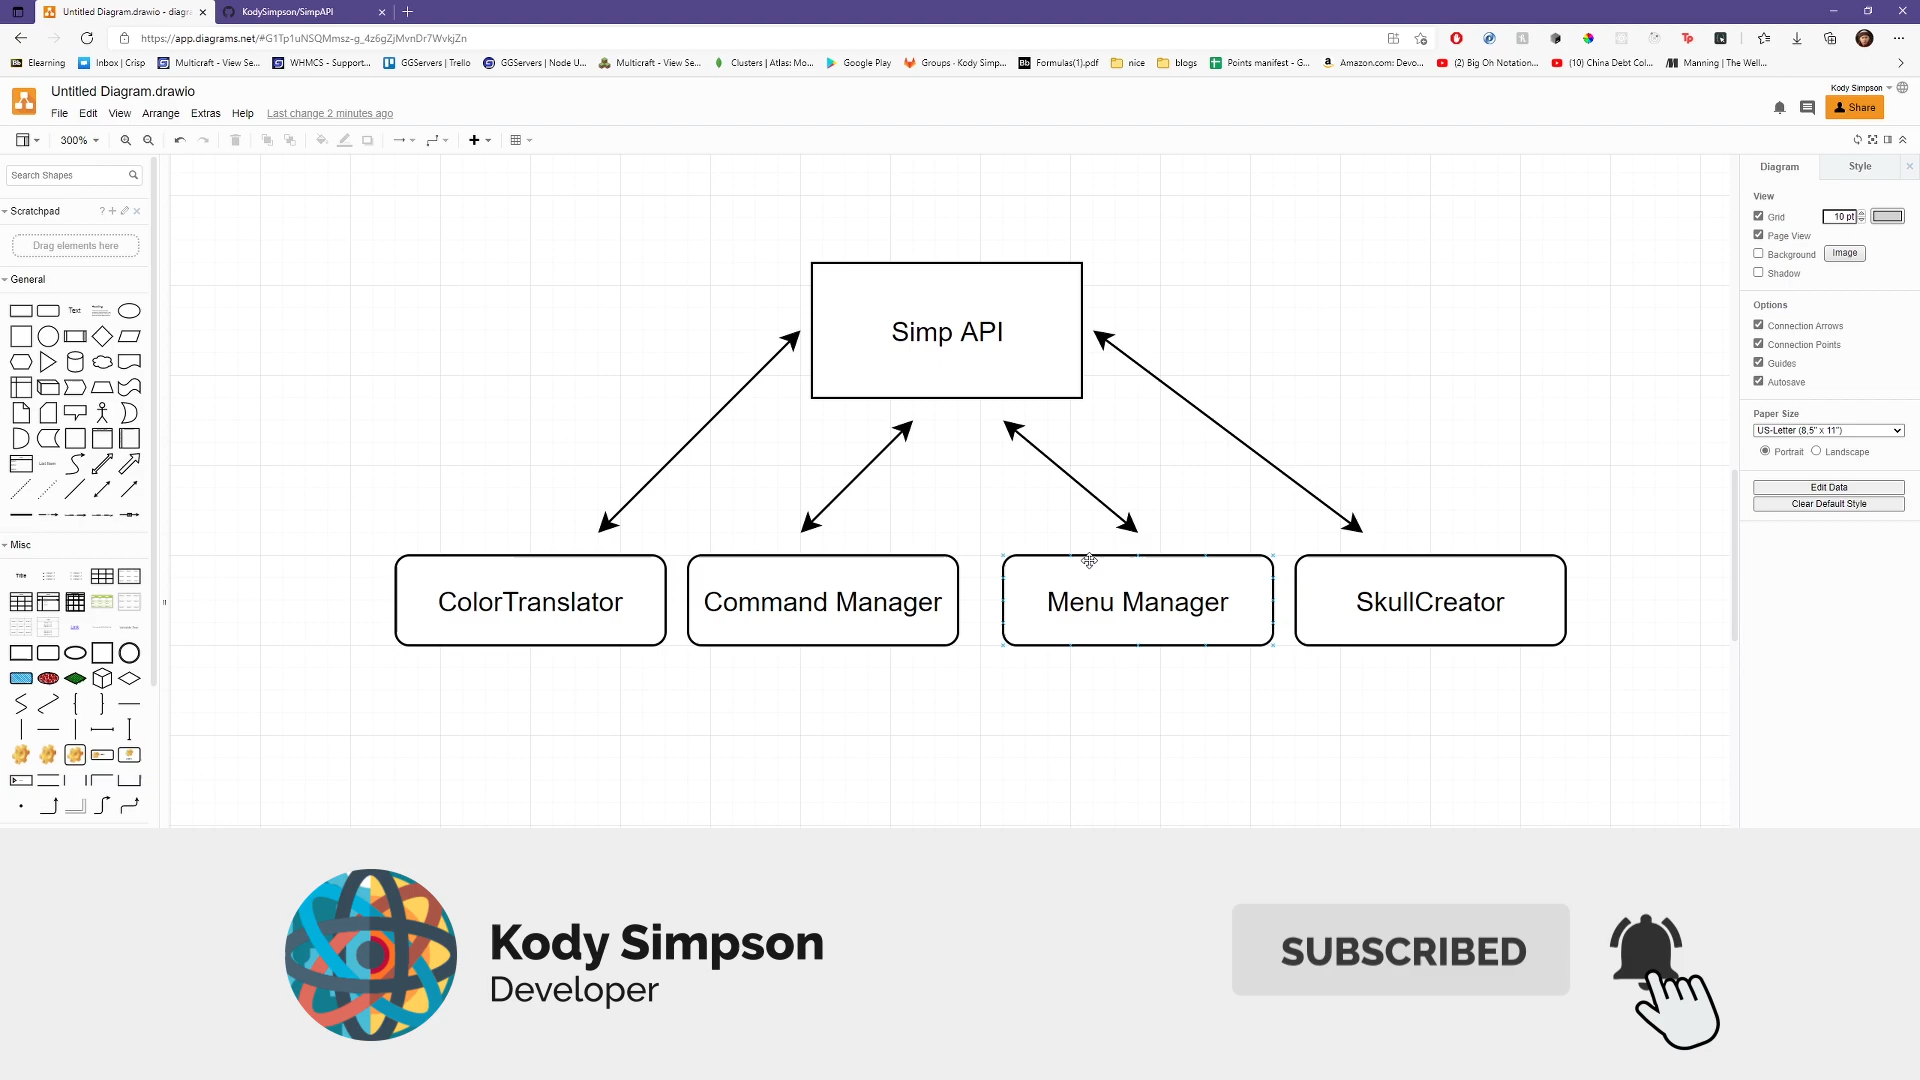 Untitled Diagram.drawio - diagr
KodySimpson/SimpAPI
https://app.diagrams.net/#G1Tp1uNSQMmsz-g_4z6gZjMvnDr7WvkjZn
Elearning
Inbox | Crisp
Multicraft - View Se...
WHMCS - Support...
GGServers | Trello
GGServers | Node U...
Multicraft - View Se...
Clusters | Atlas: Mo...
Google Play
Groups · Kody Simp...
Formulas(1).pdf
nice
blogs
Points manifest - G...
Amazon.com: Devo...
(2) Big Oh Notation...
(10) China Debt Col...
Manning | The Well...
Untitled Diagram.drawio
Kody Simpson
File Edit View Arrange Extras Help Last change 2 minutes ago
Share
300%
Search Shapes
Scratchpad
Drag elements here
General
Text
Misc
Title
Simp API
ColorTranslator
Command Manager
Menu Manager
SkullCreator
Diagram
Style
View
Grid
10 pt
Page View
Background
Image
Shadow
Options
Connection Arrows
Connection Points
Guides
Autosave
Paper Size
US-Letter (8,5" x 11")
Portrait Landscape
Edit Data
Clear Default Style
Kody Simpson
Developer
SUBSCRIBED